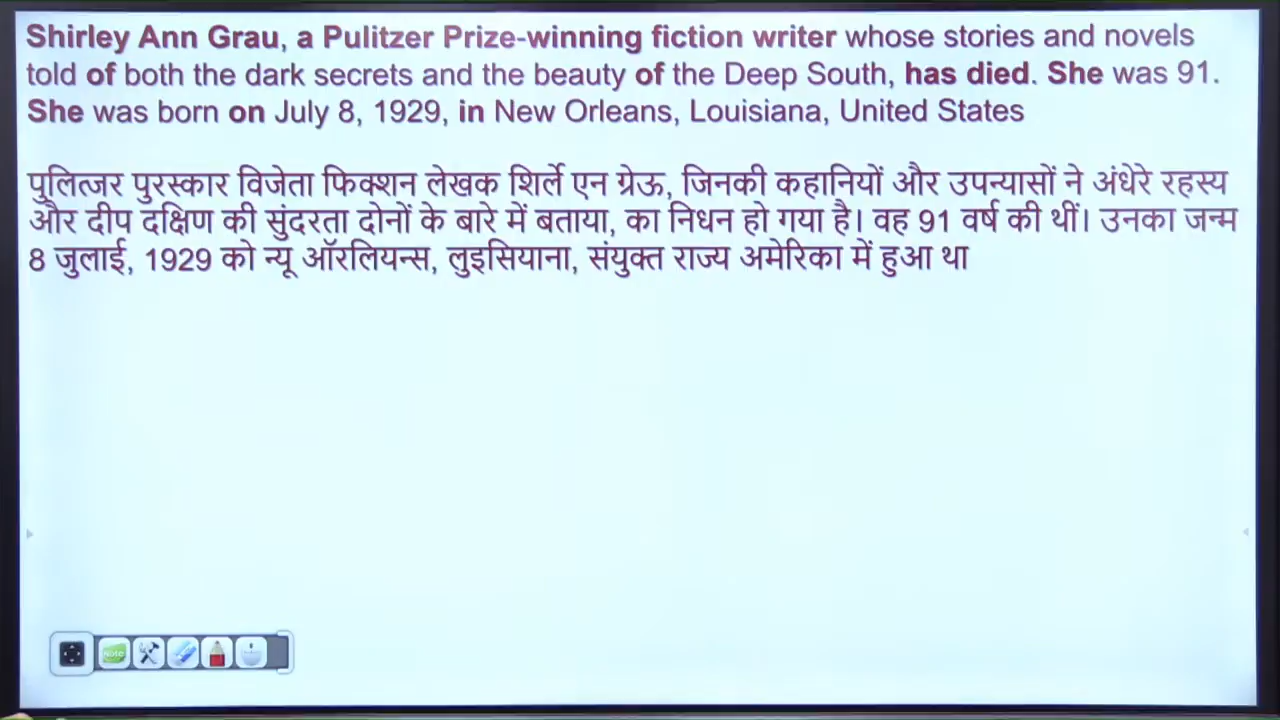 Shirley Ann Grau, a Pulitzer Prize-winning fiction writer whose stories and novels
told of both the dark secrets and the beauty of the Deep South, has died. She was 91.
She was born on July 8, 1929, in New Orleans, Louisiana, United States
पुलित्जर पुरस्कार विजेता फिक्शन लेखक शिर्ले एन ग्रेऊ, जिनकी कहानियों और उपन्यासों ने अंधेरे रहस्य
और दीप दक्षिण की सुंदरता दोनों के बारे में बताया, का निधन हो गया है। वह 91 वर्ष की थीं। उनका जन्म
8 जुलाई, 1929 को न्यू ऑरलियन्स, लुइसियाना, संयुक्त राज्य अमेरिका में हुआ था
Note